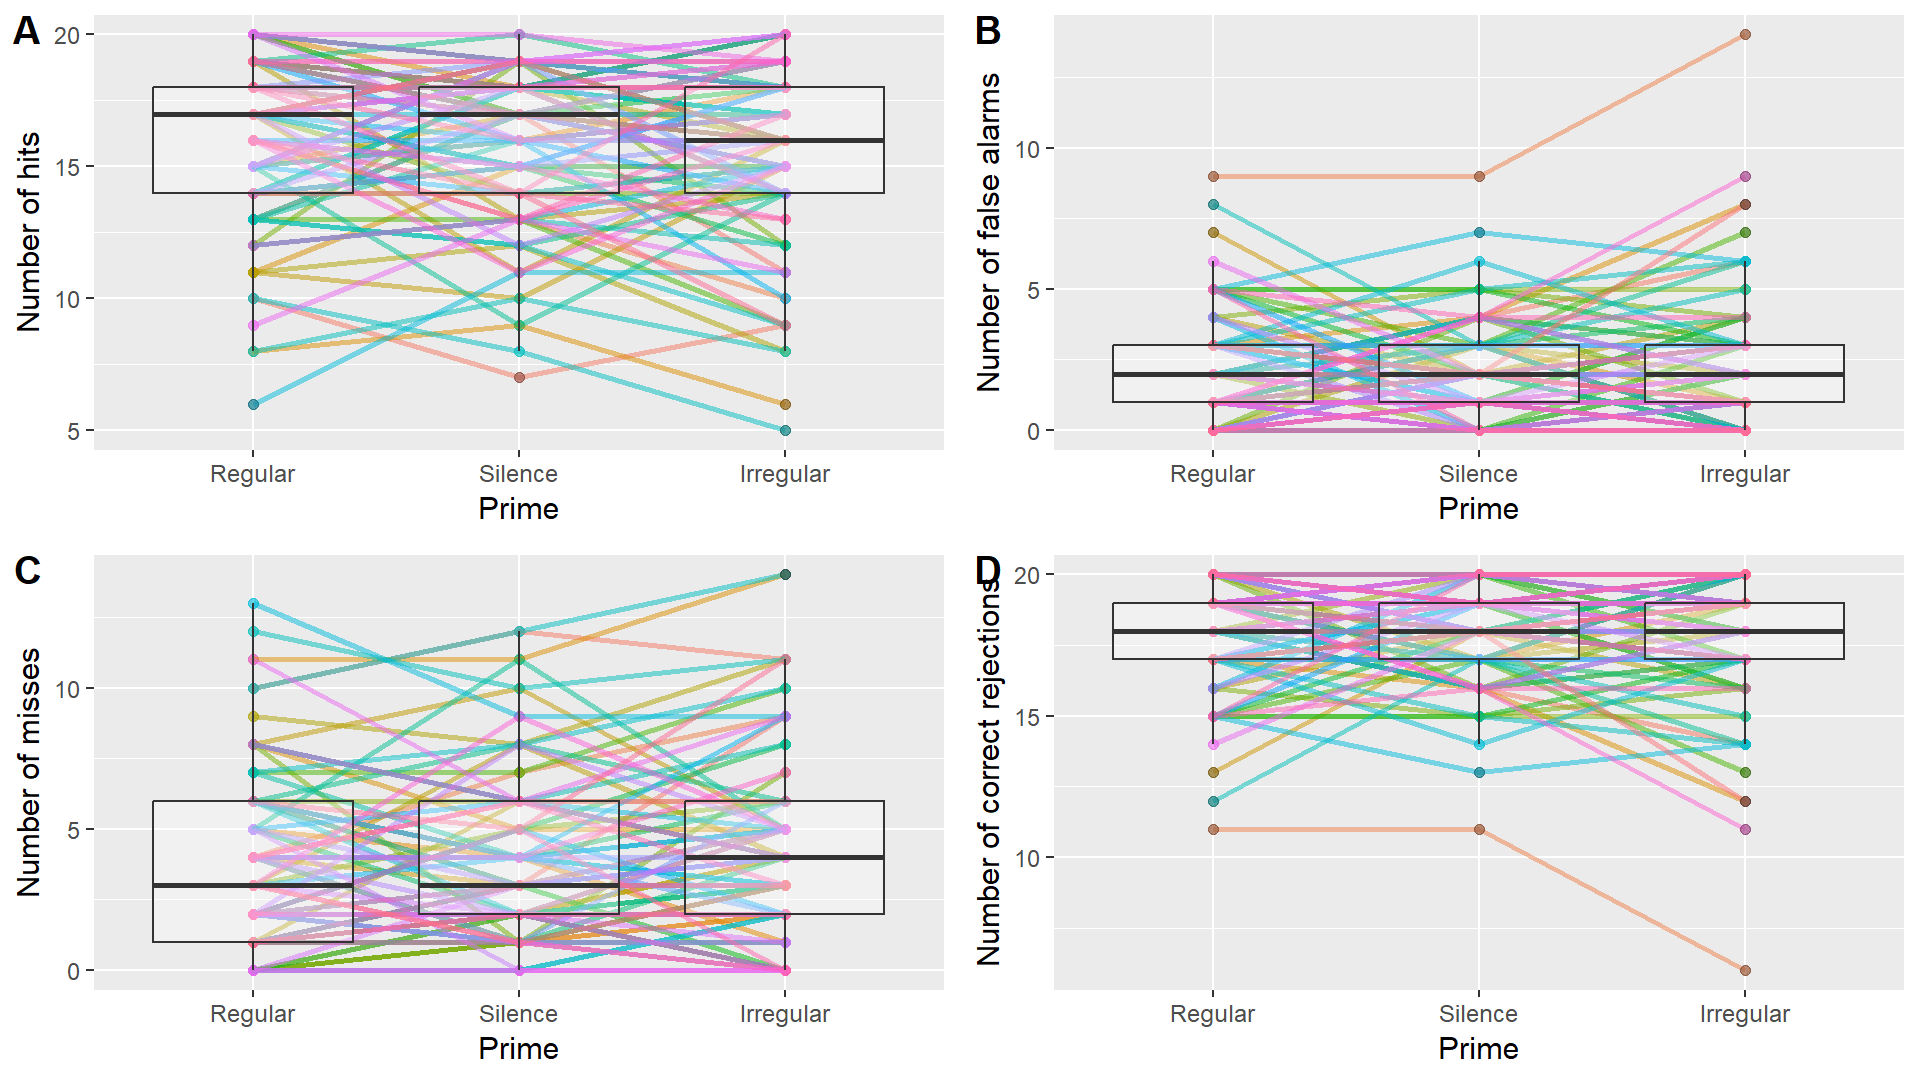 A
Number of hits
20
15
10
5
Regular Silence Irregular
Prime
B
Number of false alarms
10
5
0
Regular Silence Irregular
Prime
C
Number of misses
10
5
0
Regular Silence Irregular
Prime
D
Number of correct rejections
20
15
10
Regular Silence Irregular
Prime